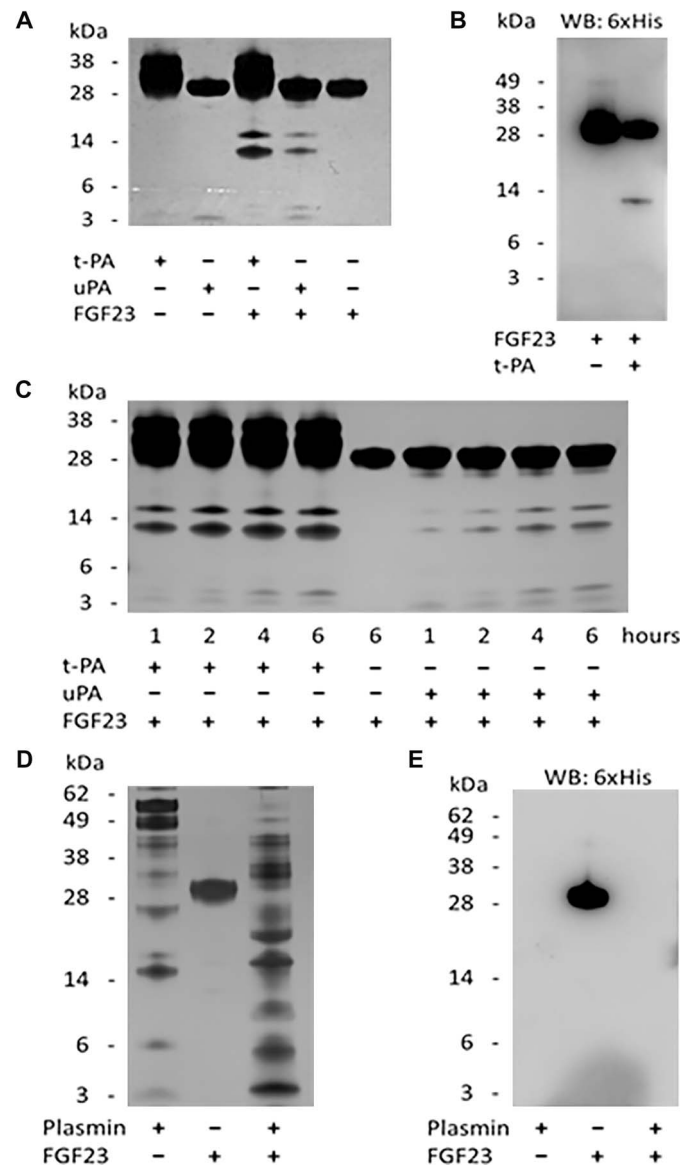 A
kDa
38 -
28 -
14 -
6 -
3 -
t-PA + - + - -
uPA - + - + -
FGF23 - - + + +
B
kDa WB: 6xHis
49 -
38 -
28 -
14 -
6 -
3 -
FGF23 + +
t-PA - +
C
kDa
38 -
28 -
14 -
6 -
3 -
1 2 4 6 6 1 2 4 6 hours
t-PA + + + + - - - - -
uPA - - - - - + + + +
FGF23 + + + + + + + + +
D
kDa
62 -
49 -
38 -
28 -
14 -
6 -
3 -
Plasmin + - +
FGF23 - + +
E
WB: 6xHis
kDa
62 -
49 -
38 -
28 -
14 -
6 -
3 -
Plasmin + - +
FGF23 - + +